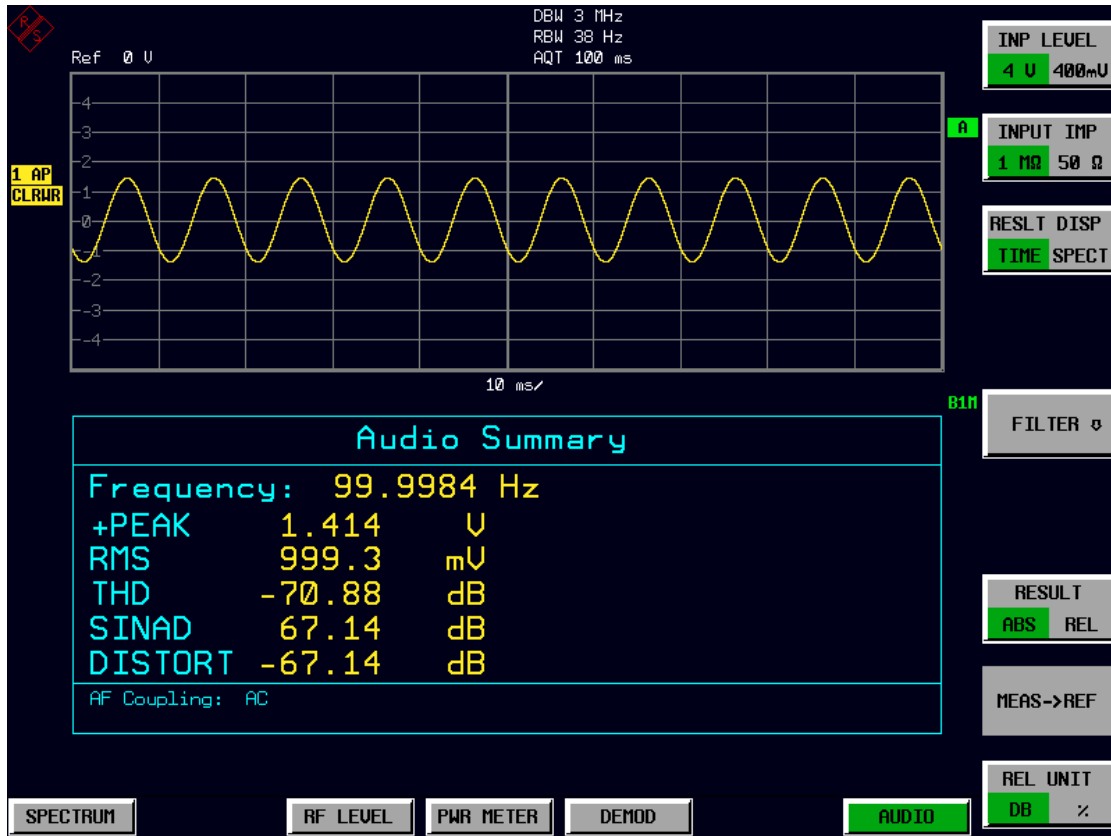 R/S
DBW 3 MHz
RBW 38 Hz
Ref 0 V AQT 100 ms
-4
-3
-2
-1
-0
--1
--2
--3
--4
1 AP
CLRWR
A
10 ms/
B1M
Audio Summary
Frequency: 99.9984 Hz
+PEAK 1.414 V
RMS 999.3 mV
THD -70.88 dB
SINAD 67.14 dB
DISTORT -67.14 dB
AF Coupling: AC
INP LEVEL
4 V 400mV
INPUT IMP
1 MΩ 50 Ω
RESLT DISP
TIME SPECT
FILTER
RESULT
ABS REL
MEAS->REF
REL UNIT
DB %
SPECTRUM RF LEVEL PWR METER DEMOD AUDIO